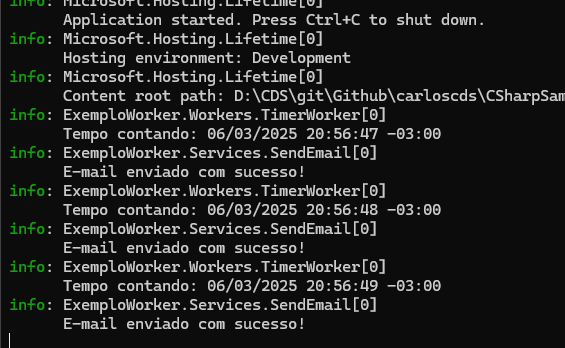 info: Microsoft.Hosting.Lifetime[0]
Application started. Press Ctrl+C to shut down.
info: Microsoft.Hosting.Lifetime[0]
Hosting environment: Development
info: Microsoft.Hosting.Lifetime[0]
Content root path: D:\CDS\git\Github\carloscds\CSharpSam
info: ExemploWorker.Workers.TimerWorker[0]
Tempo contando: 06/03/2025 20:56:47 -03:00
info: ExemploWorker.Services.SendEmail[0]
E-mail enviado com sucesso!
info: ExemploWorker.Workers.TimerWorker[0]
Tempo contando: 06/03/2025 20:56:48 -03:00
info: ExemploWorker.Services.SendEmail[0]
E-mail enviado com sucesso!
info: ExemploWorker.Workers.TimerWorker[0]
Tempo contando: 06/03/2025 20:56:49 -03:00
info: ExemploWorker.Services.SendEmail[0]
E-mail enviado com sucesso!